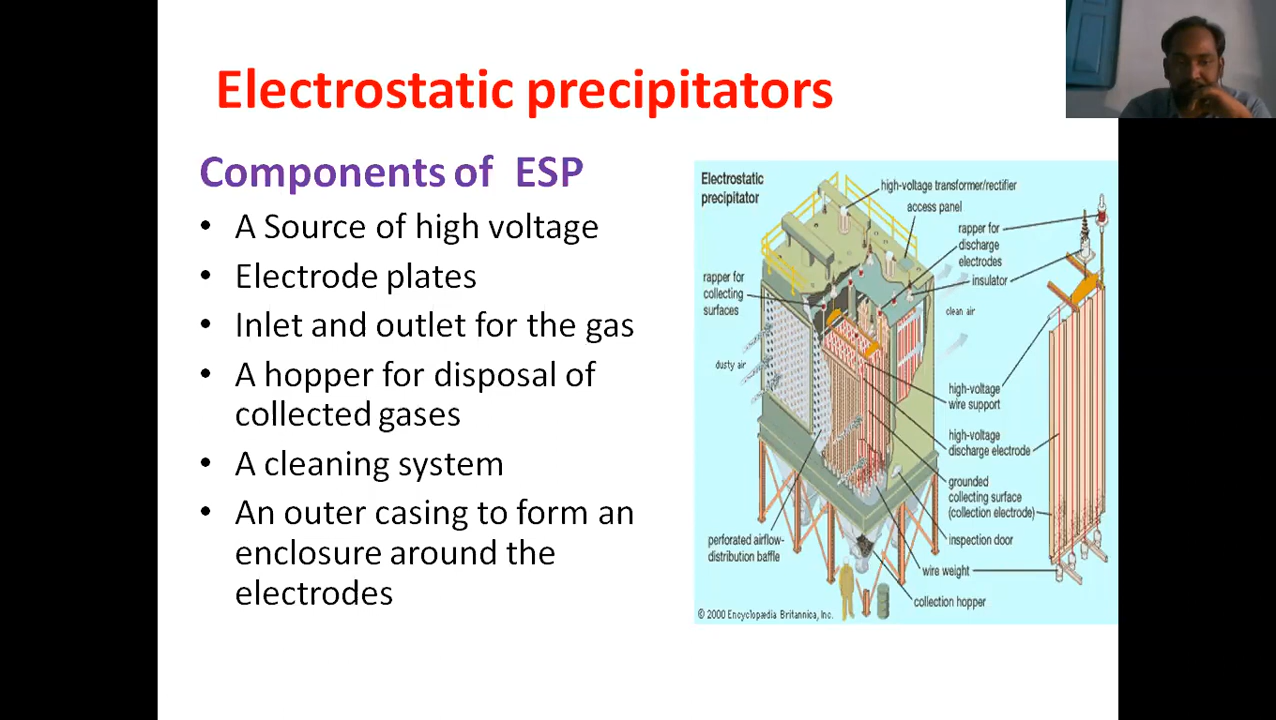 Electrostatic precipitators
Components of ESP
• A Source of high voltage
• Electrode plates
• Inlet and outlet for the gas
• A hopper for disposal of
collected gases
• A cleaning system
• An outer casing to form an
enclosure around the
electrodes
Electrostatic
precipitator
high-voltage transformer/rectifier
access panel
rapper for
discharge
electrodes
insulator
rapper for
collecting
surfaces
clean air
dusty air
high-voltage
wire support
high-voltage
discharge electrode
grounded
collecting surface
(collection electrode)
perforated airflow-
distribution baffle
inspection door
wire weight
collection hopper
© 2000 Encyclopædia Britannica, Inc.